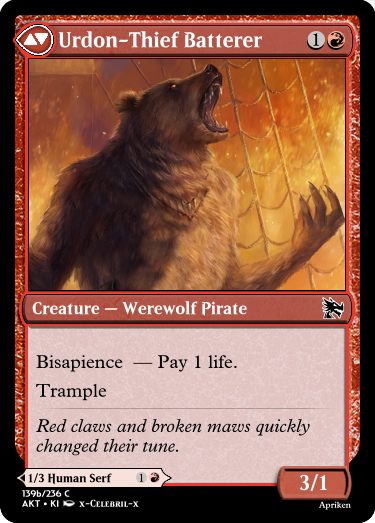 Urdon-Thief Batterer 1
Creature — Werewolf Pirate
Bisapience — Pay 1 life.
Trample
Red claws and broken maws quickly
changed their tune.
1/3 Human Serf 1
3/1
139b/236 C
AKT • KI x-Celebril-x
Apriken